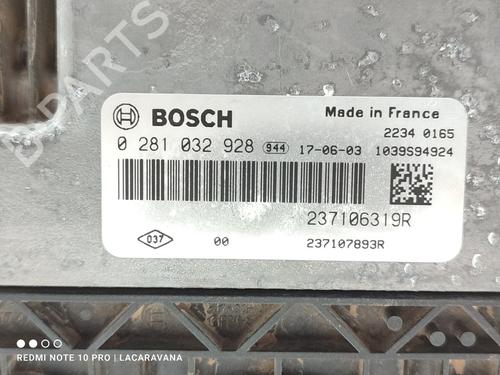 B-PARTS
BOSCH
Made in France
2234 0165
0 281 032 928 944 17-06-03 1039S94924
237106319R
037 00 237107893R
REDMI NOTE 10 PRO | LACARAVANA